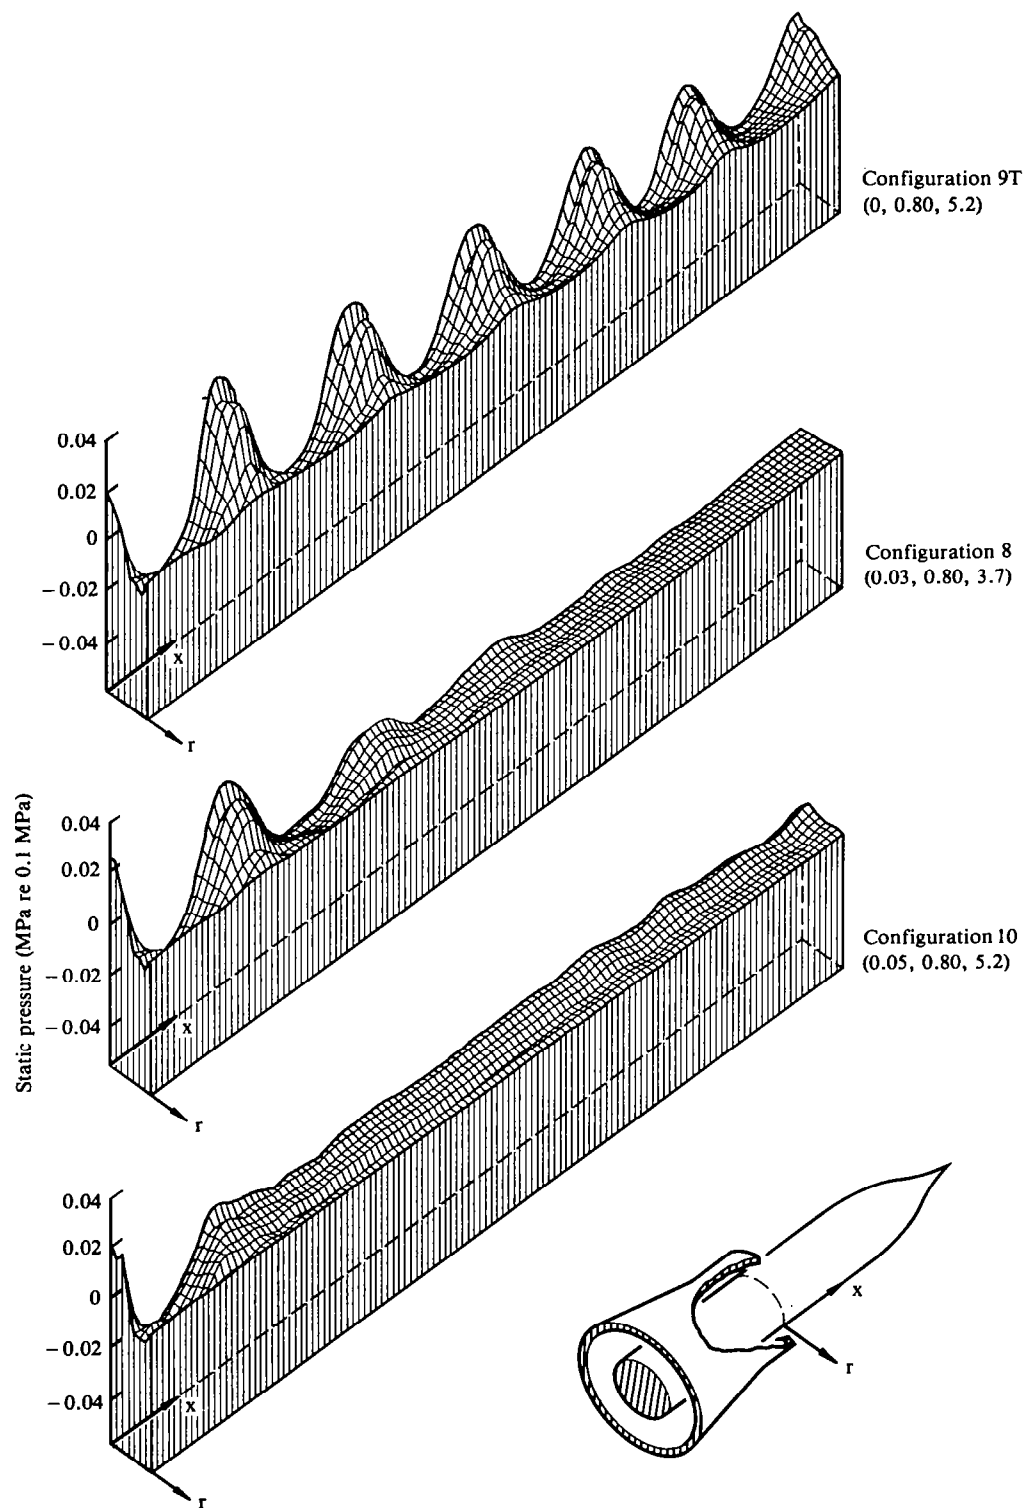 Static pressure (MPa re 0.1 MPa)
0.04
0.02
0
−0.02
−0.04
x
r
Configuration 9T
(0, 0.80, 5.2)
0.04
0.02
0
−0.02
−0.04
x
r
Configuration 8
(0.03, 0.80, 3.7)
0.04
0.02
0
−0.02
−0.04
x
r
Configuration 10
(0.05, 0.80, 5.2)
x
r